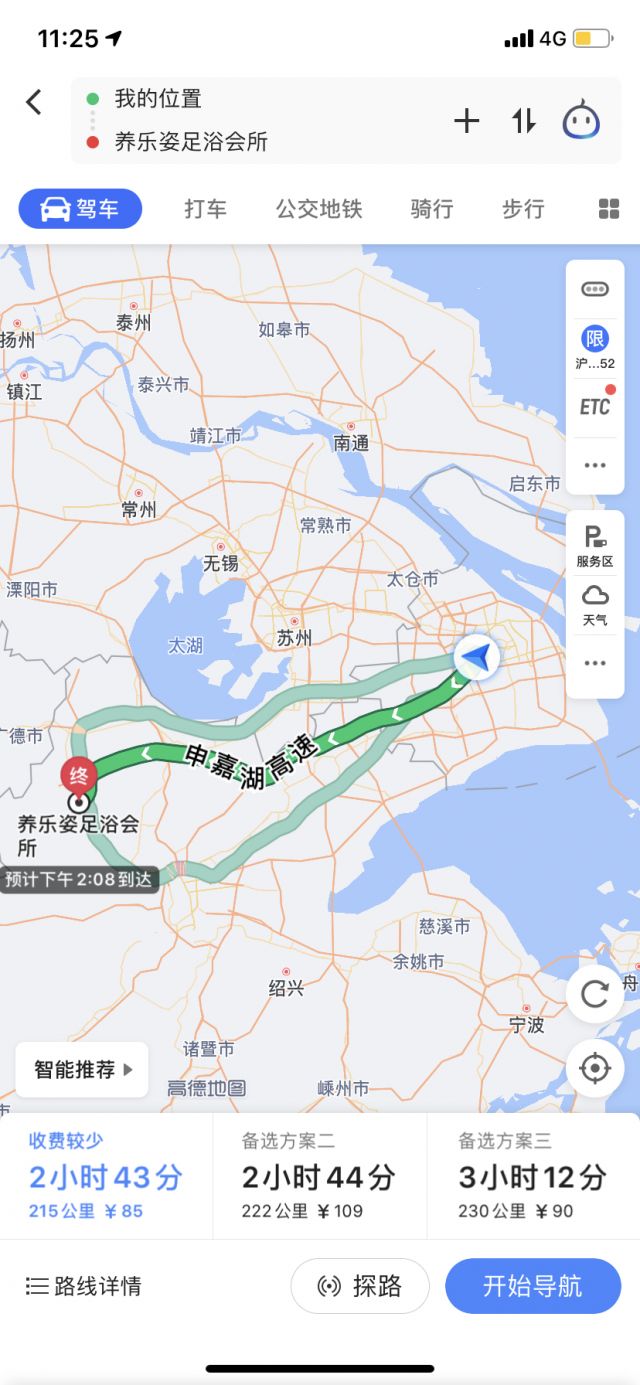 11:25
4G
我的位置
养乐姿足浴会所
驾车
打车
公交地铁
骑行
步行
限
沪...52
ETC
P
服务区
天气
泰州
如皋市
扬州
镇江
泰兴市
靖江市
南通
启东市
常州
常熟市
无锡
太仓市
溧阳市
太湖
苏州
广德市
申嘉湖高速
终
养乐姿足浴会
所
预计下午2:08到达
慈溪市
余姚市
绍兴
舟
宁波
诸暨市
嵊州市
高德地图
智能推荐
收费较少
2小时43分
215公里 ¥85
备选方案二
2小时44分
222公里 ¥109
备选方案三
3小时12分
230公里 ¥90
路线详情
探路
开始导航